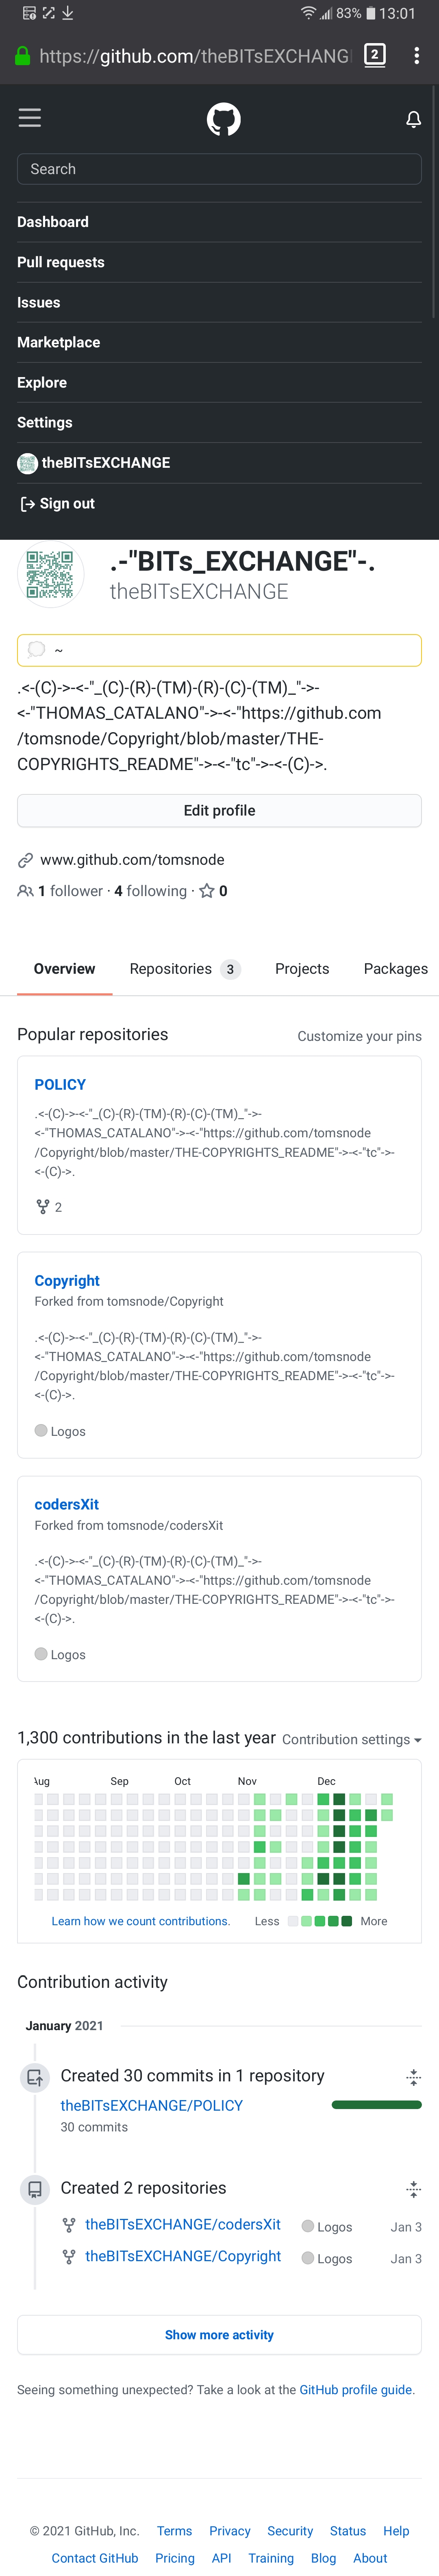 83% 13:01
https://github.com/theBITsEXCHANG
2
Search
Dashboard
Pull requests
Issues
Marketplace
Explore
Settings
theBITsEXCHANGE
Sign out
.-"BITs_EXCHANGE"-.
theBITsEXCHANGE
~
.<-(C)->-<-"_(C)-(R)-(TM)-(R)-(C)-(TM)_"->-
<-"THOMAS_CATALANO"->-<-"https://github.com
/tomsnode/Copyright/blob/master/THE-
COPYRIGHTS_README"->-<-"tc"->-<-(C)->.
Edit profile
www.github.com/tomsnode
1 follower · 4 following · 0
Overview Repositories 3 Projects Packages
Popular repositories Customize your pins
POLICY
.<-(C)->-<-"_(C)-(R)-(TM)-(R)-(C)-(TM)_"->-
<-"THOMAS_CATALANO"->-<-"https://github.com/tomsnode
/Copyright/blob/master/THE-COPYRIGHTS_README"->-<-"tc"->-
<-(C)->.
2
Copyright
Forked from tomsnode/Copyright
.<-(C)->-<-"_(C)-(R)-(TM)-(R)-(C)-(TM)_"->-
<-"THOMAS_CATALANO"->-<-"https://github.com/tomsnode
/Copyright/blob/master/THE-COPYRIGHTS_README"->-<-"tc"->-
<-(C)->.
Logos
codersXit
Forked from tomsnode/codersXit
.<-(C)->-<-"_(C)-(R)-(TM)-(R)-(C)-(TM)_"->-
<-"THOMAS_CATALANO"->-<-"https://github.com/tomsnode
/Copyright/blob/master/THE-COPYRIGHTS_README"->-<-"tc"->-
<-(C)->.
Logos
1,300 contributions in the last year Contribution settings
Aug Sep Oct Nov Dec
Learn how we count contributions. Less More
Contribution activity
January 2021
Created 30 commits in 1 repository
theBITsEXCHANGE/POLICY
30 commits
Created 2 repositories
theBITsEXCHANGE/codersXit Logos Jan 3
theBITsEXCHANGE/Copyright Logos Jan 3
Show more activity
Seeing something unexpected? Take a look at the GitHub profile guide.
© 2021 GitHub, Inc. Terms Privacy Security Status Help
Contact GitHub Pricing API Training Blog About